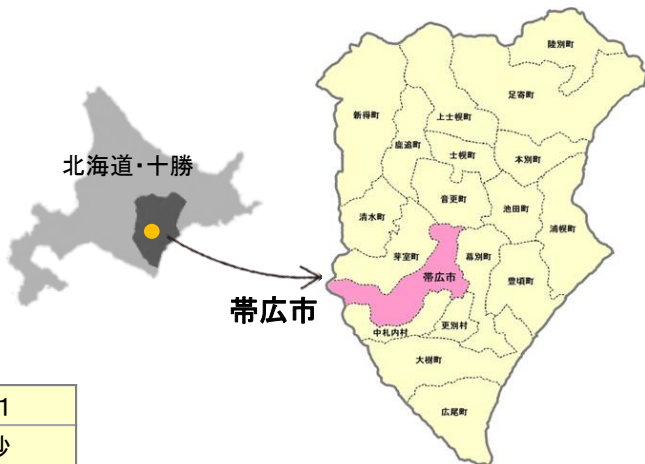 北海道・十勝
帯広市
陸別町
足寄町
新得町
上士幌町
鹿追町
士幌町
本別町
音更町
池田町
清水町
浦幌町
芽室町
幕別町
帯広市
豊頃町
更別村
中札内村
大樹町
広尾町
1